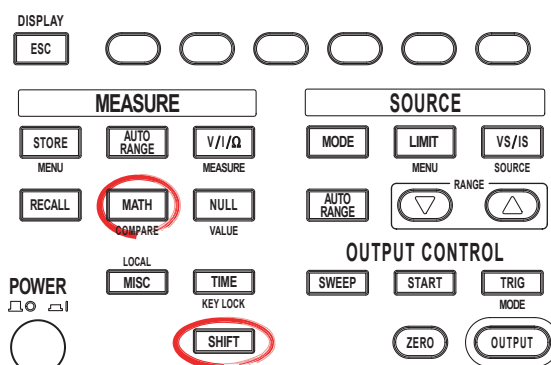 DISPLAY
ESC
MEASURE
STORE
AUTO
RANGE
V/I/Ω
MENU
MEASURE
RECALL
MATH
NULL
COMPARE
VALUE
LOCAL
MISC
TIME
KEY LOCK
POWER
SHIFT
SOURCE
MODE
LIMIT
VS/IS
MENU
SOURCE
AUTO
RANGE
RANGE
OUTPUT CONTROL
SWEEP
START
TRIG
MODE
ZERO
OUTPUT